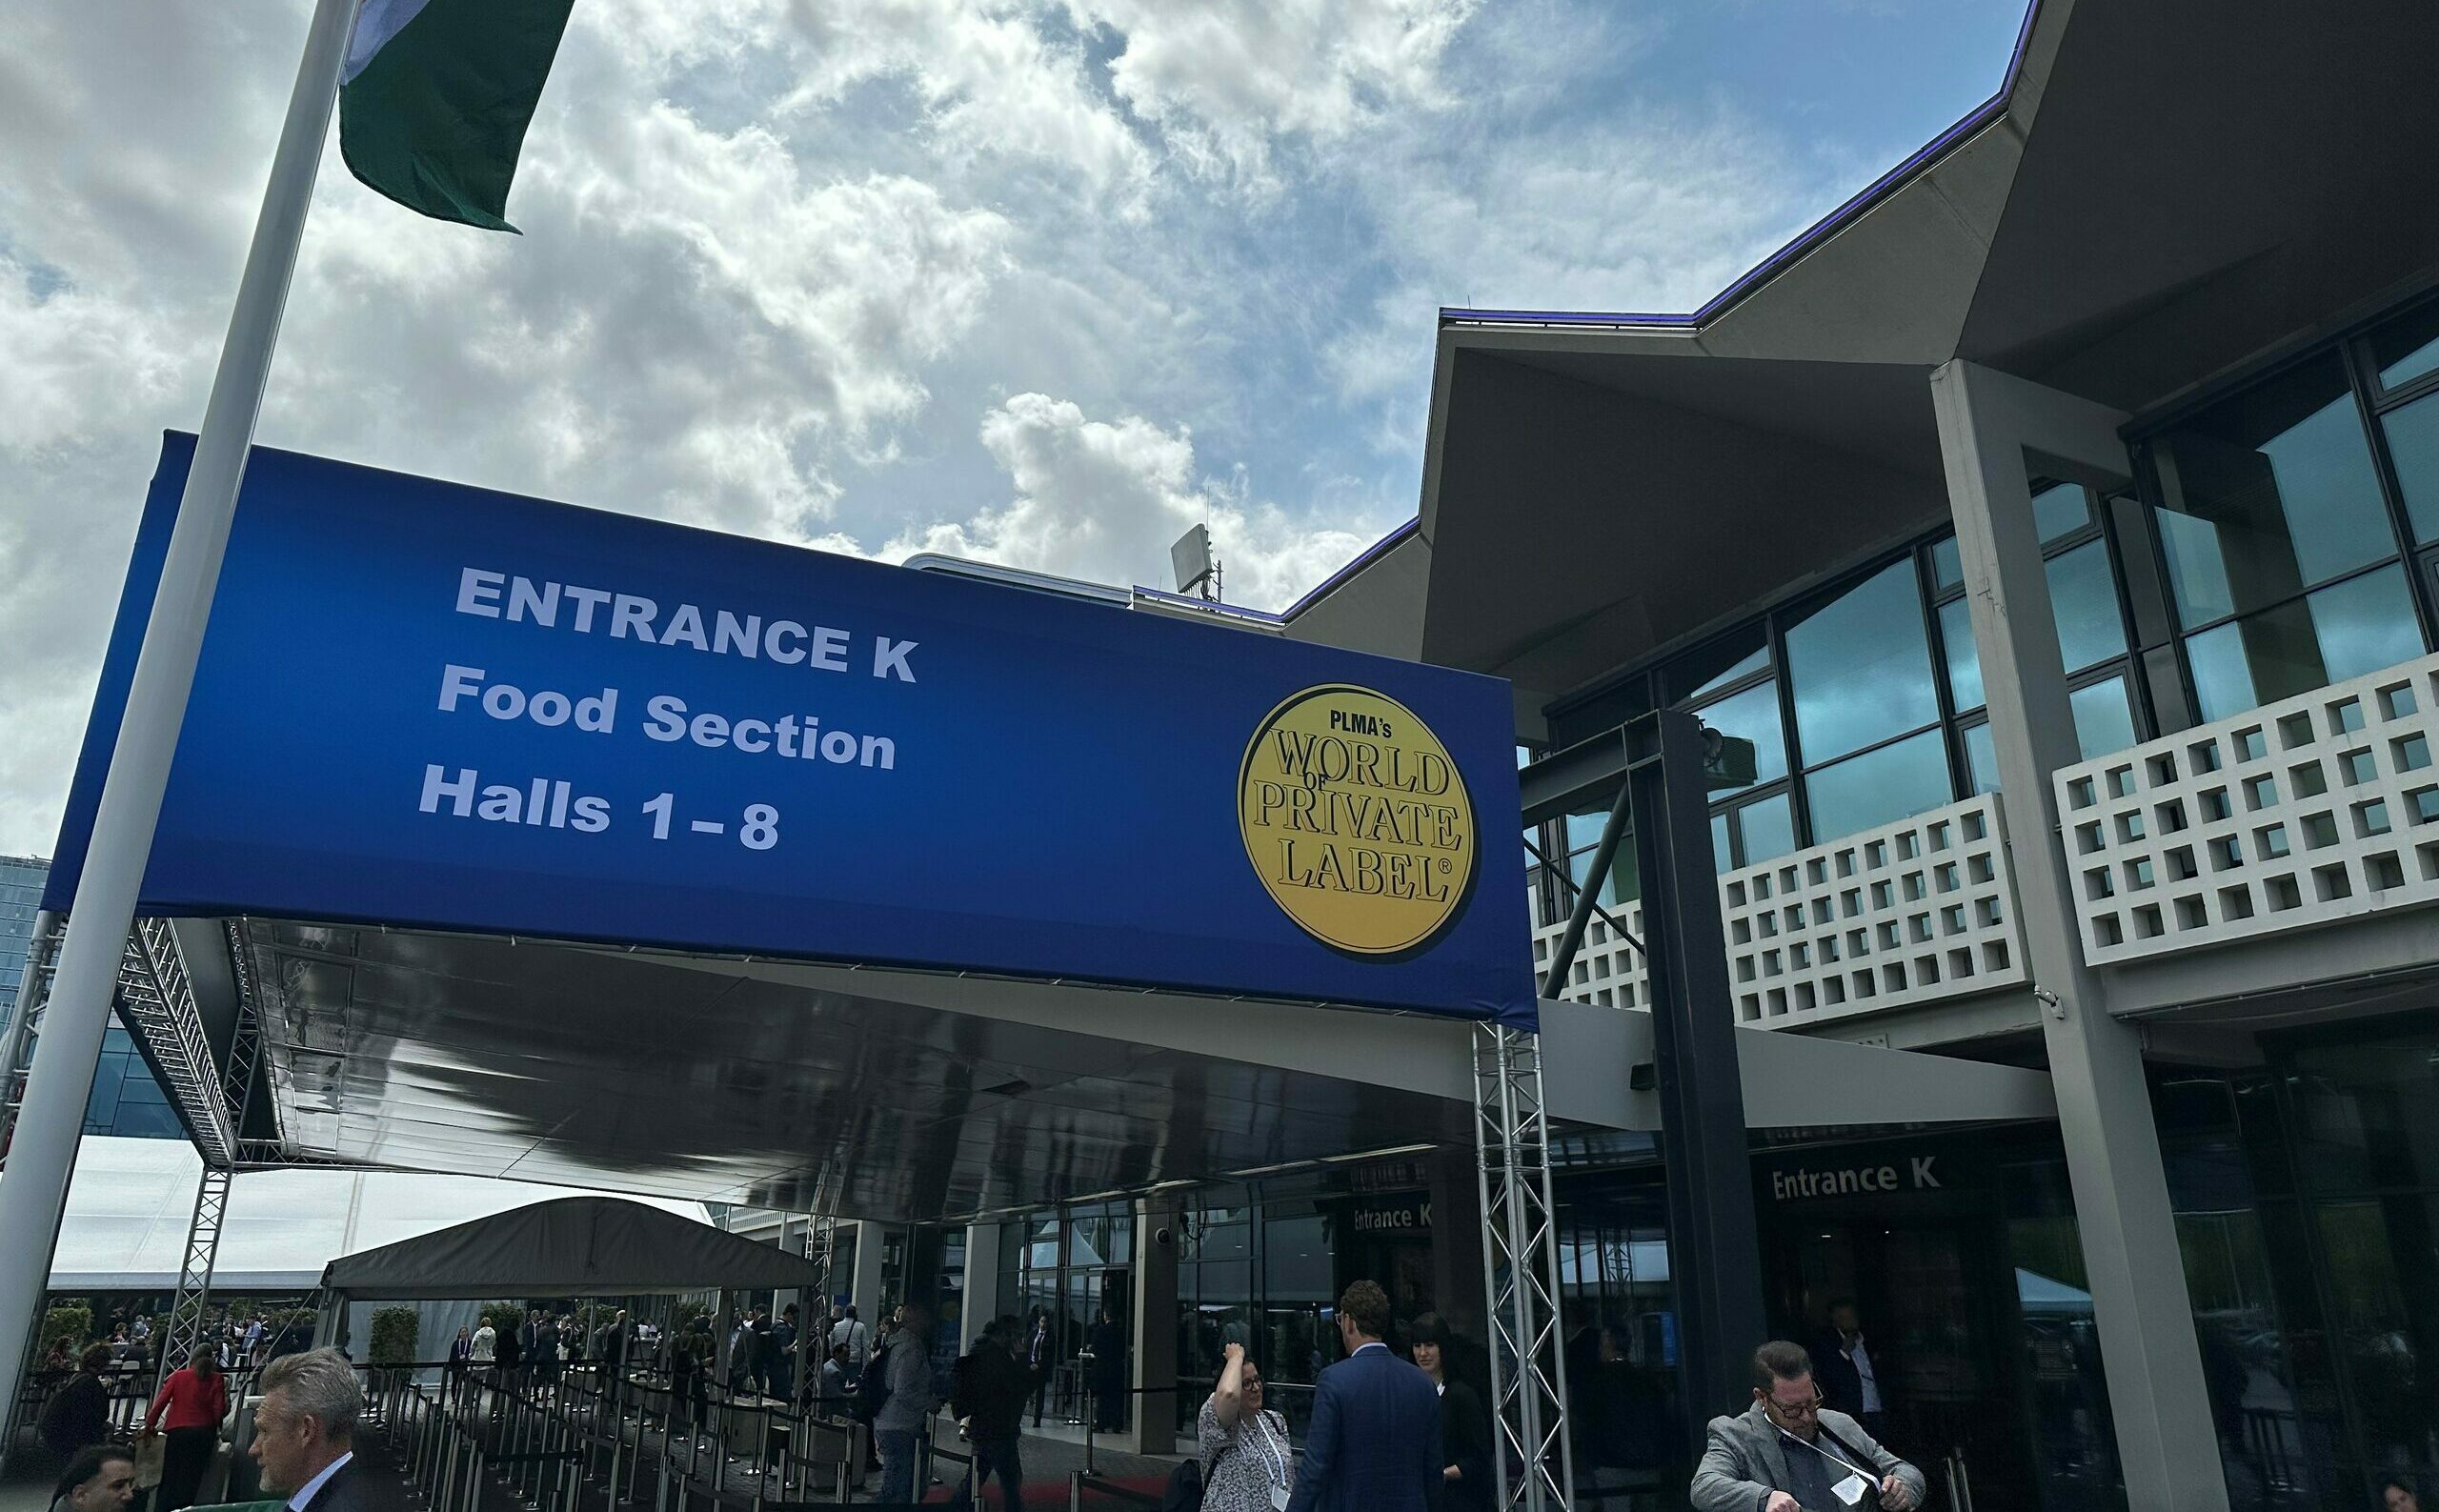 ENTRANCE K
Food Section
Halls 1 – 8
PLMA's
WORLD
OF
PRIVATE
LABEL®
Entrance K
Entrance K